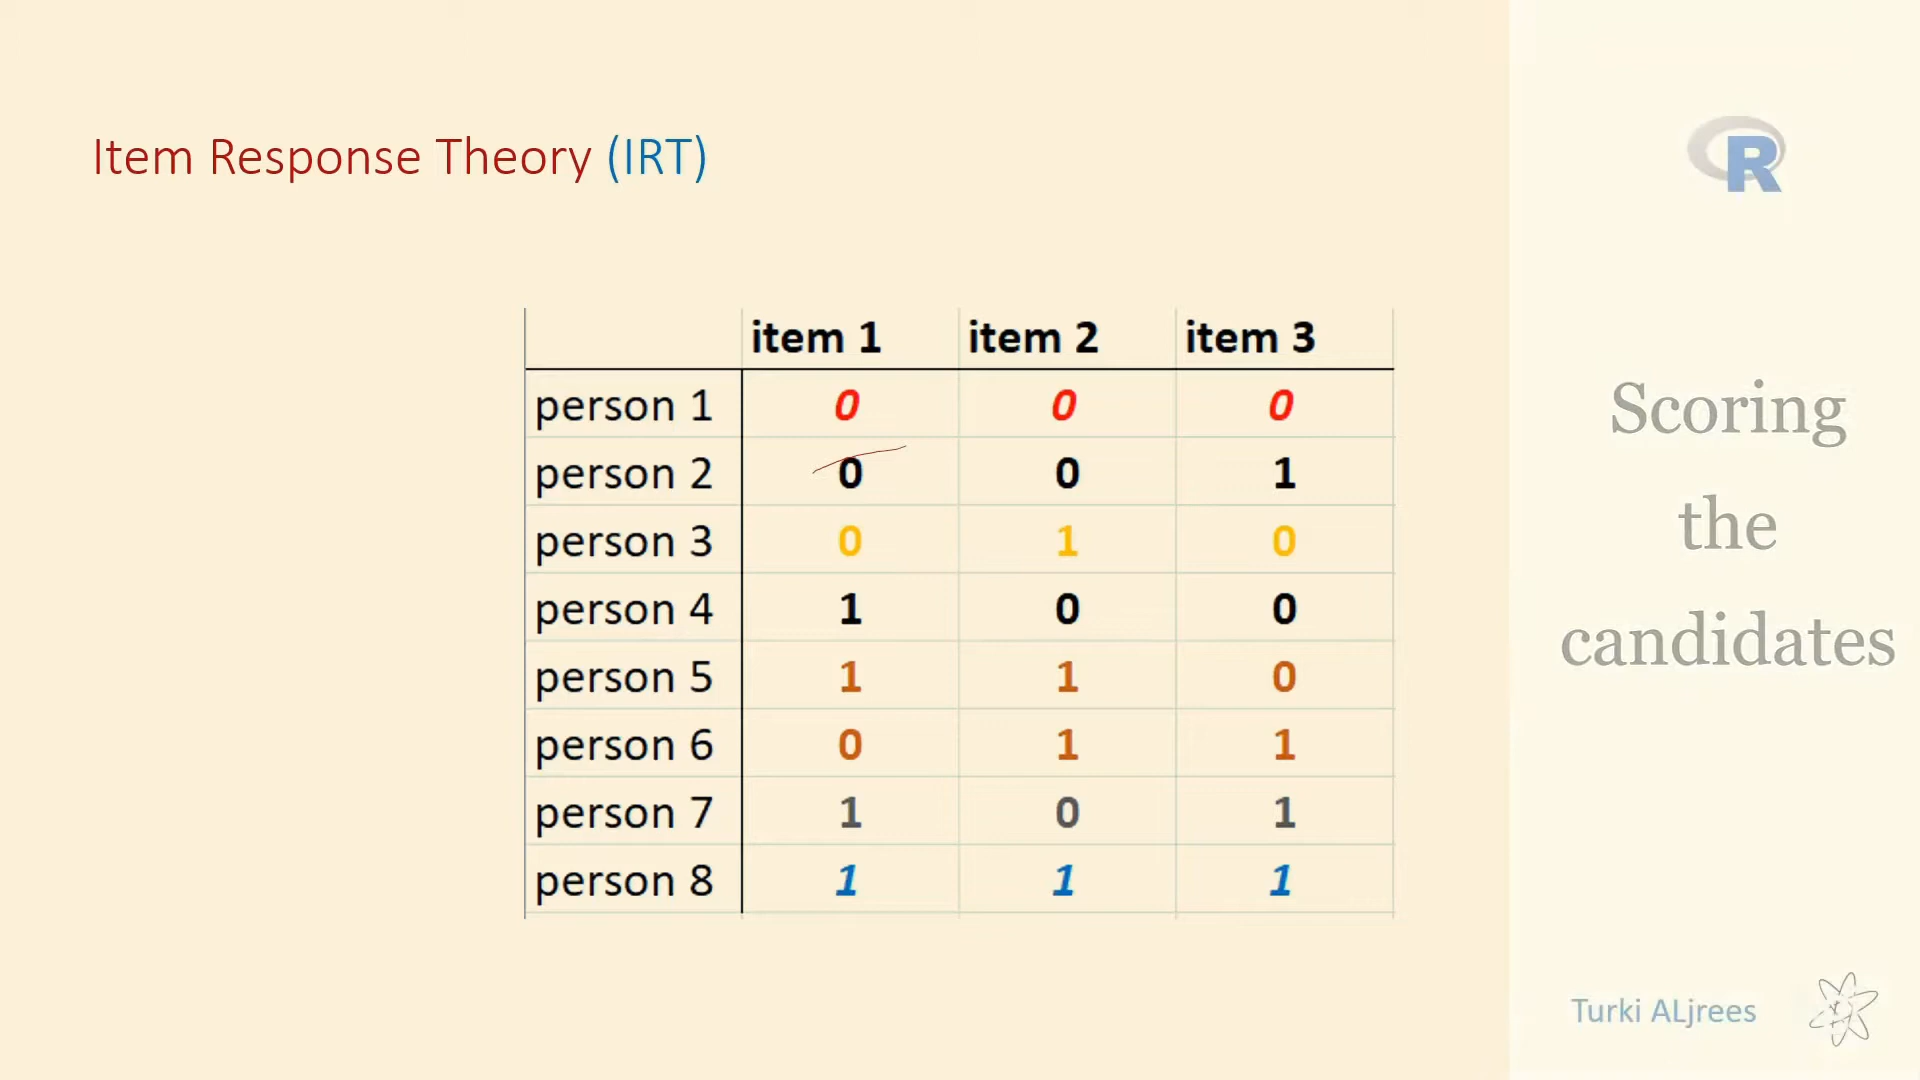 Item Response Theory (IRT)
R
item 1 item 2 item 3
person 1 0 0 0
person 2 0 0 1
person 3 0 1 0
person 4 1 0 0
person 5 1 1 0
person 6 0 1 1
person 7 1 0 1
person 8 1 1 1
Scoring
the
candidates
Turki ALjrees